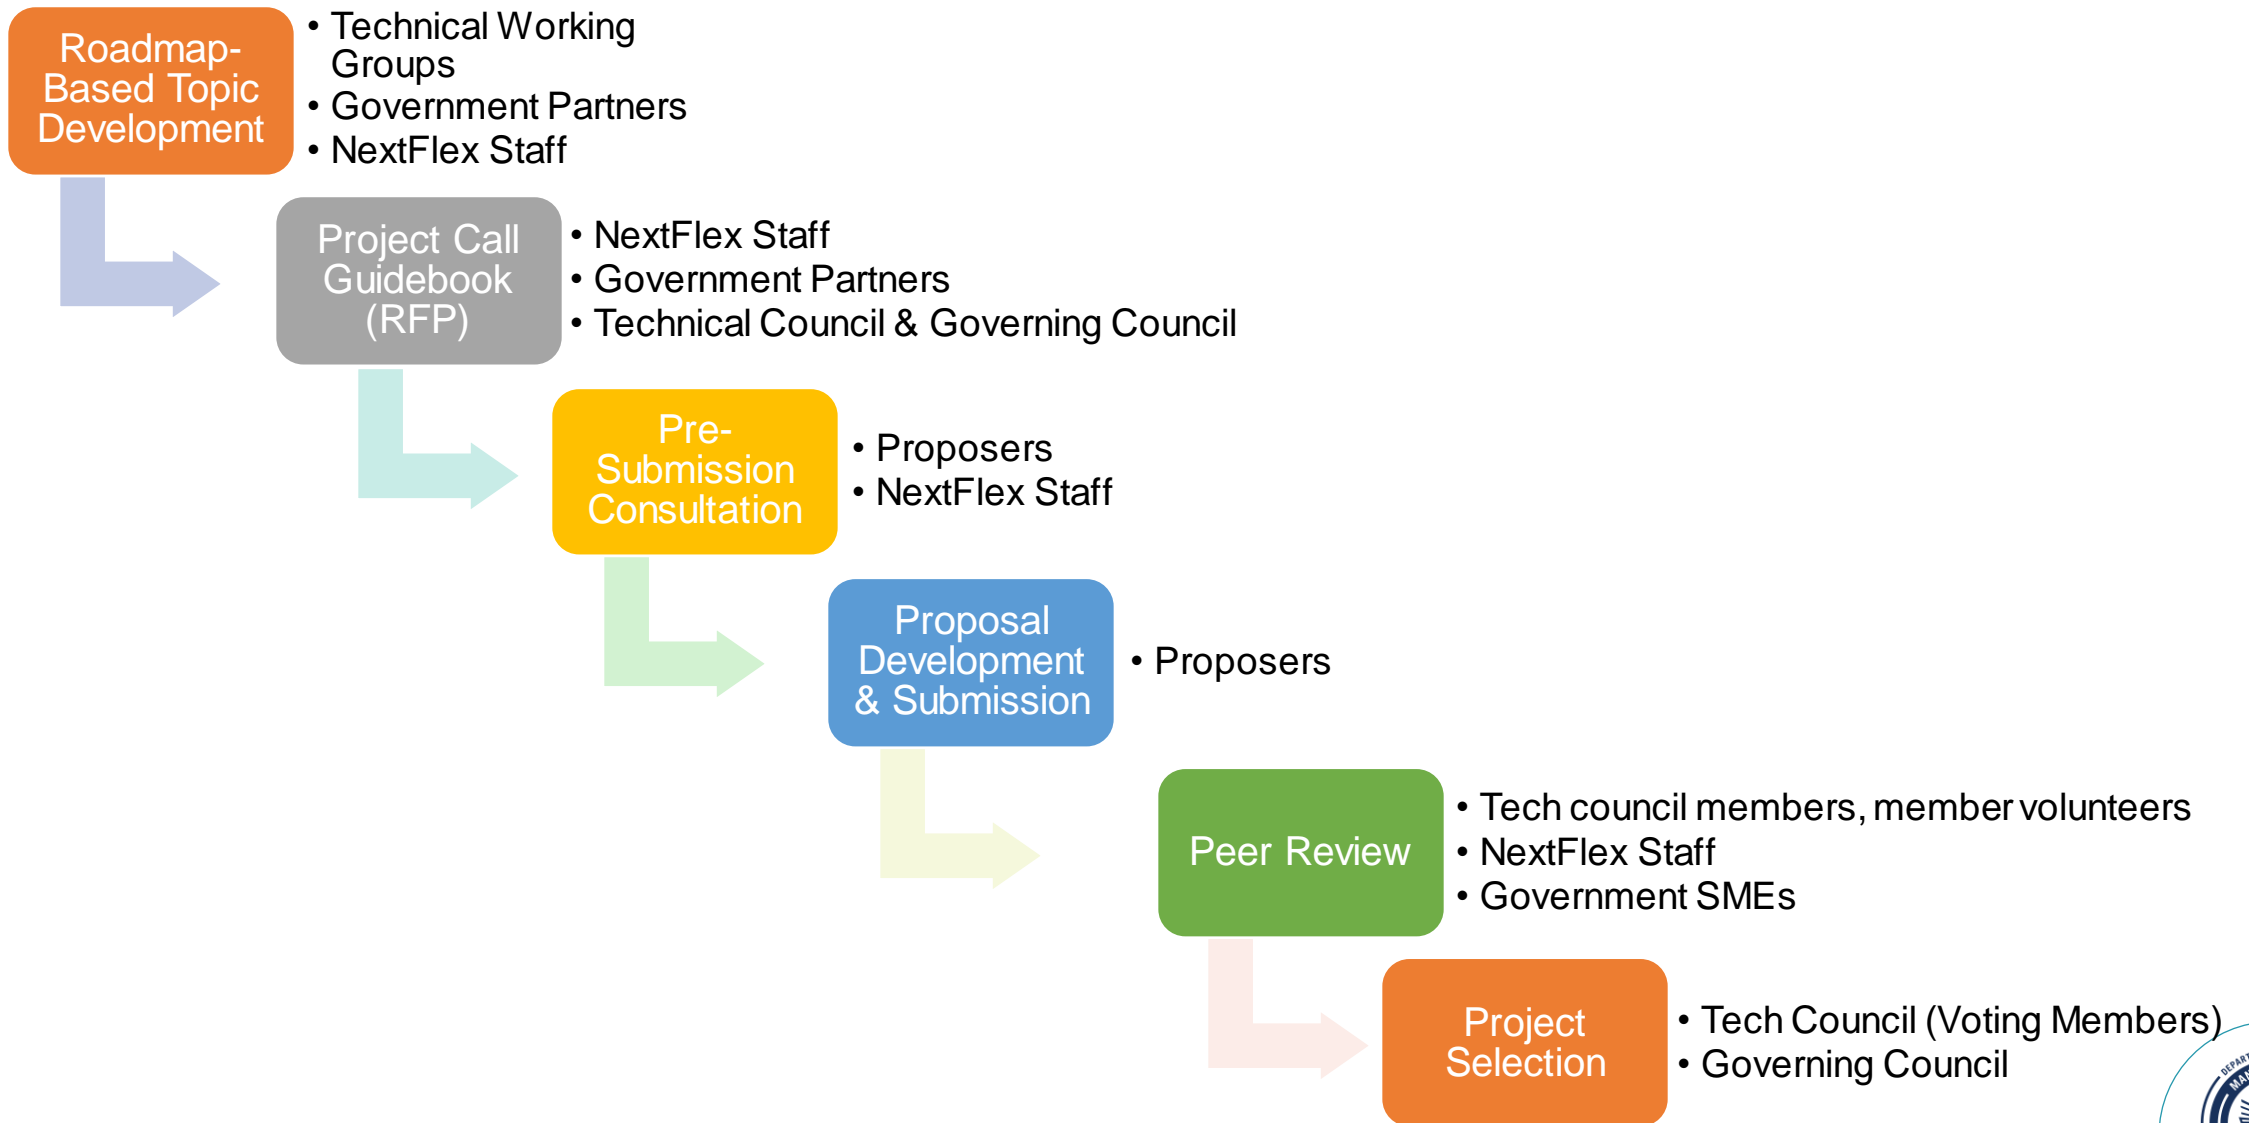 Roadmap-
Based Topic
Development
• Technical Working
Groups
• Government Partners
• NextFlex Staff
Project Call
Guidebook
(RFP)
• NextFlex Staff
• Government Partners
• Technical Council & Governing Council
Pre-
Submission
Consultation
• Proposers
• NextFlex Staff
Proposal
Development
& Submission
• Proposers
Peer Review
• Tech council members, member volunteers
• NextFlex Staff
• Government SMEs
Project
Selection
• Tech Council (Voting Members)
• Governing Council